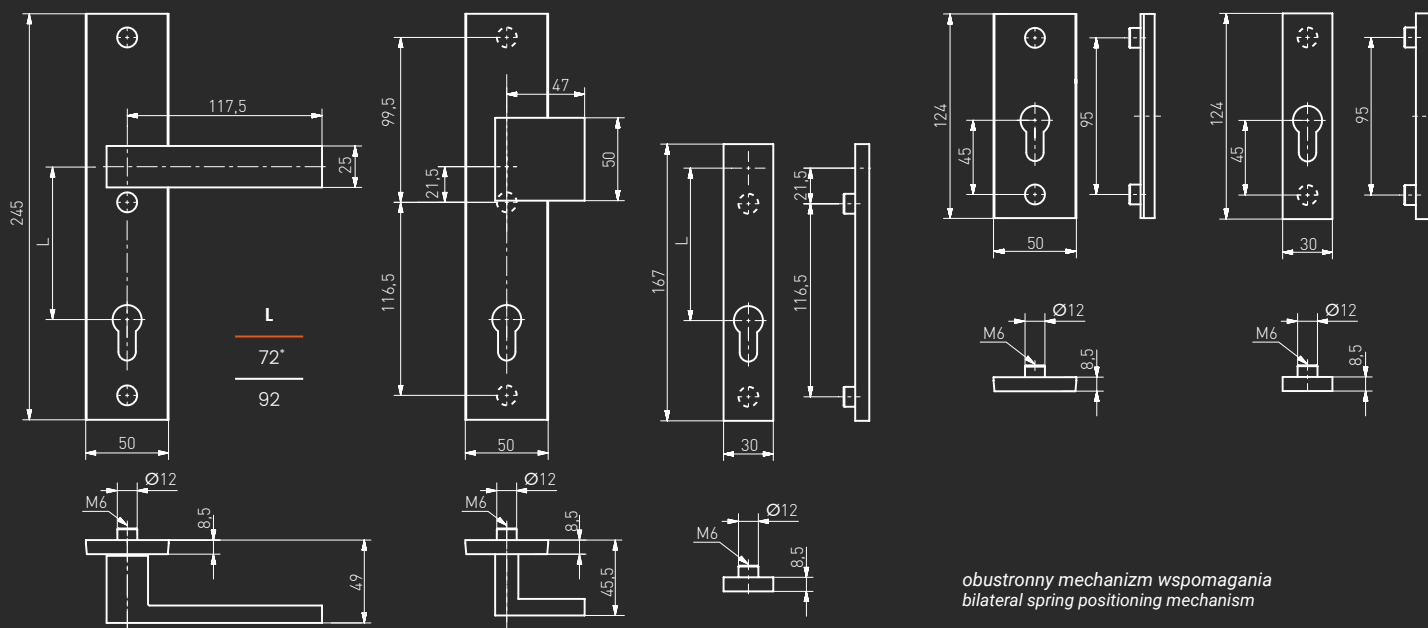 245
117,5
25
L
50
L
72*
92
M6
Ø12
8,5
49
99,5
47
50
21,5
116,5
50
M6
Ø12
8,5
45,5
167
L
21,5
116,5
30
M6
Ø12
8,5
124
45
95
50
M6
Ø12
8,5
124
45
95
30
M6
Ø12
8,5
obustronny mechanizm wspomagania
bilateral spring positioning mechanism